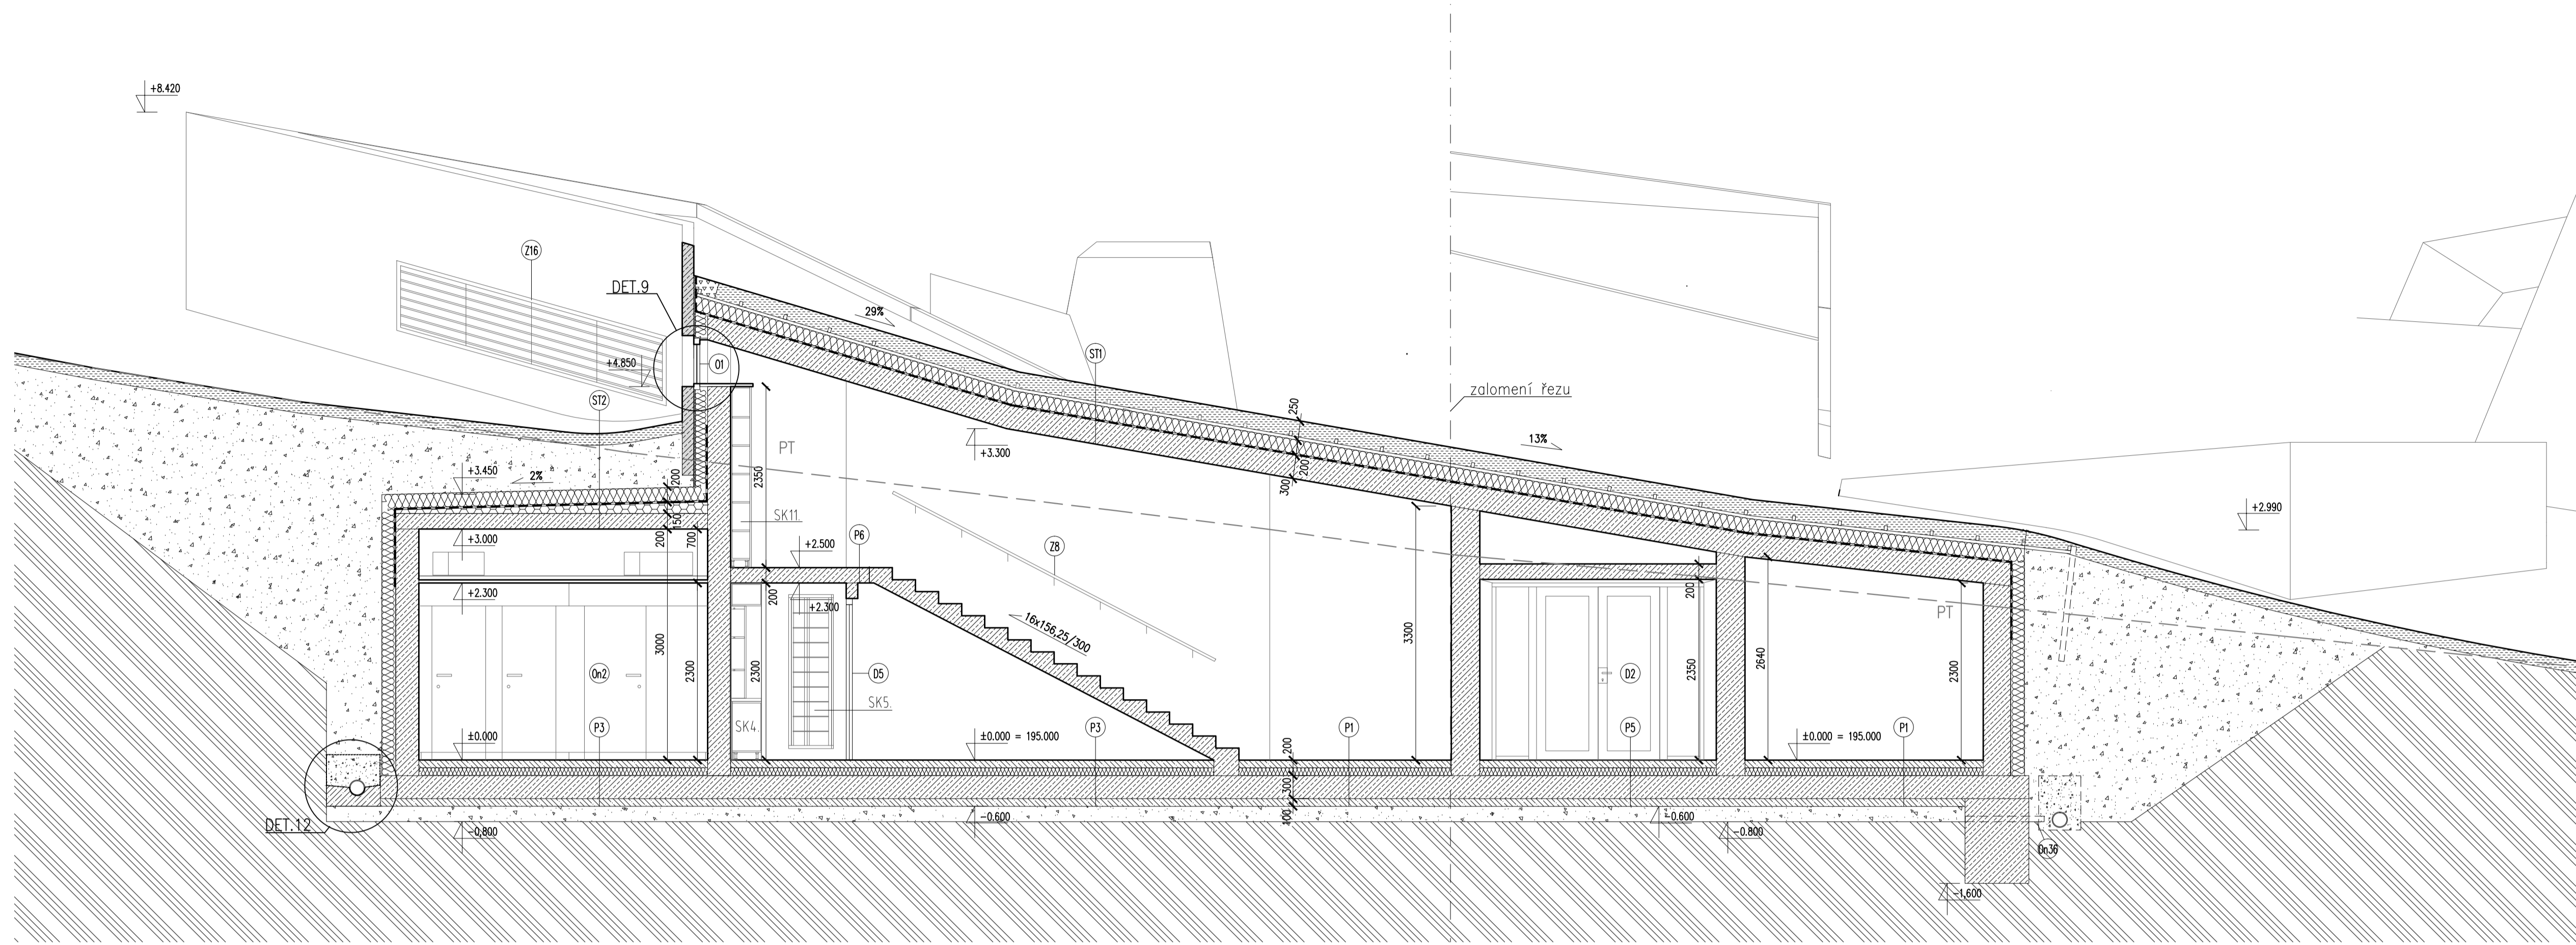 +8.420
Z16
DET.9
29%
O1
+4.850
ST1
zalomení řezu
ST2
250
13%
PT
+3.300
+3.450
2%
200
2350
200
300
+2.990
SK11.
150
+3.000
200
700
+2.500
P6
Z8
+2.300
200
+2.300
200
PT
16x156,25/300
3300
2640
3000
2300
2300
On2
D5
D2
2350
2300
SK5.
SK4.
P3
P3
P1
P5
P1
±0.000
±0.000 = 195.000
±0.000 = 195.000
200
300
DET.12
-0,800
-0.600
100
-0.600
-0.800
On36
-1,600